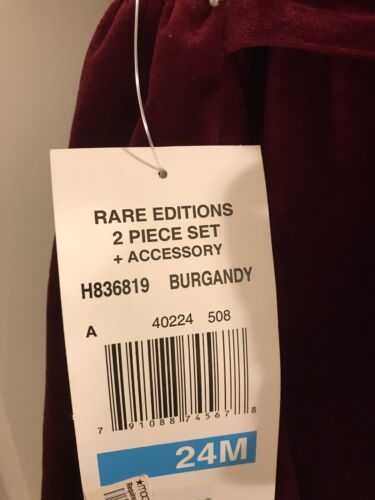 RARE EDITIONS
2 PIECE SET
+ ACCESSORY
H836819 BURGANDY
A 40224 508
7 91088 74567 8
24M